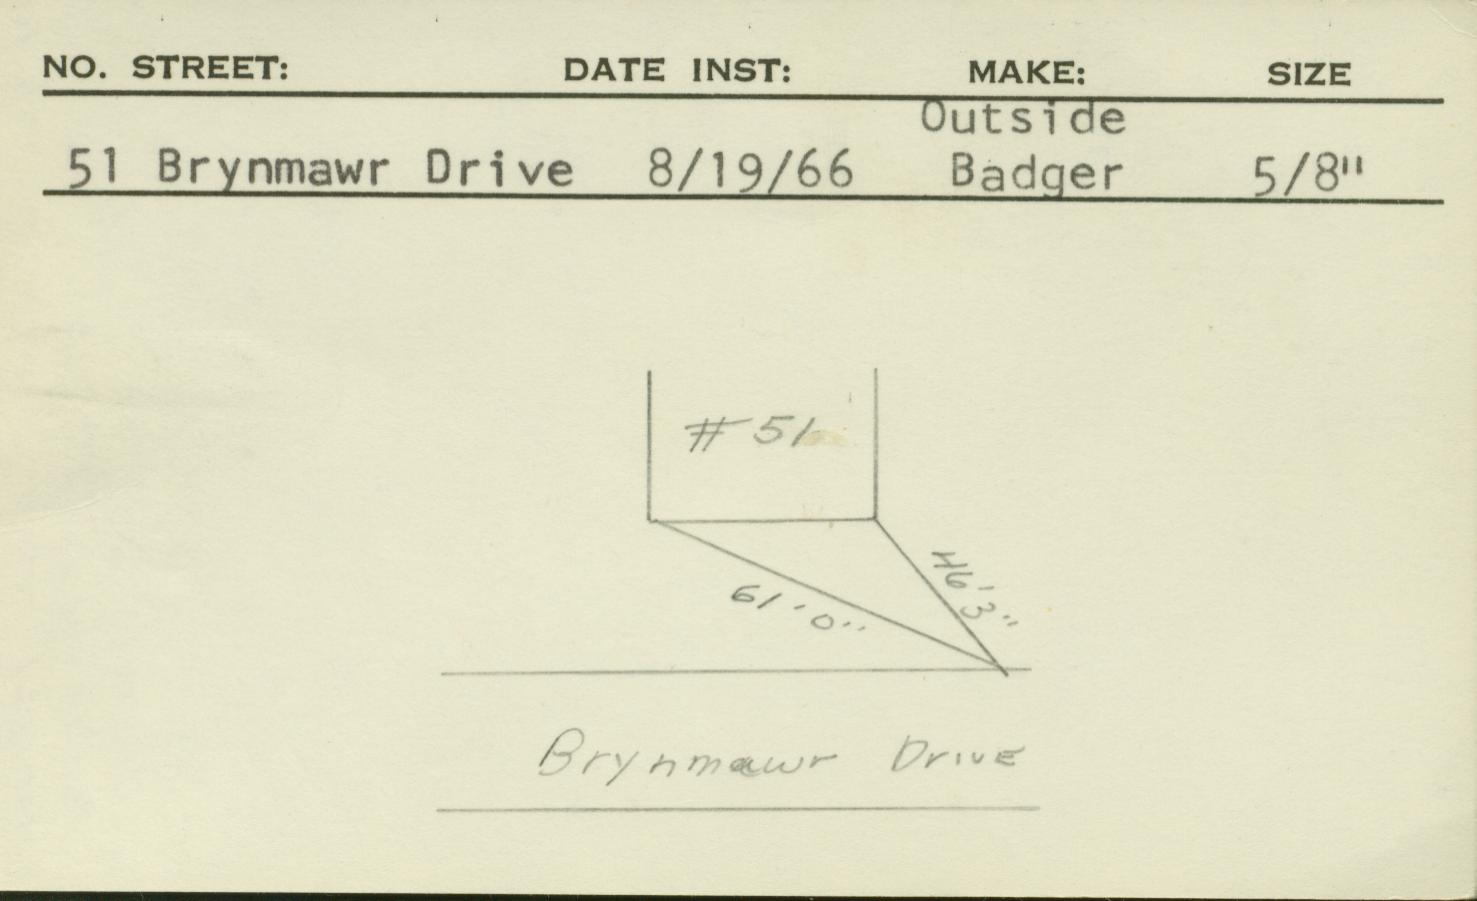 NO. STREET: DATE INST: MAKE: SIZE
Outside
51 Brynmawr Drive 8/19/66 Badger 5/8"
#51
46'3"
61'0"
Brynmawr Drive